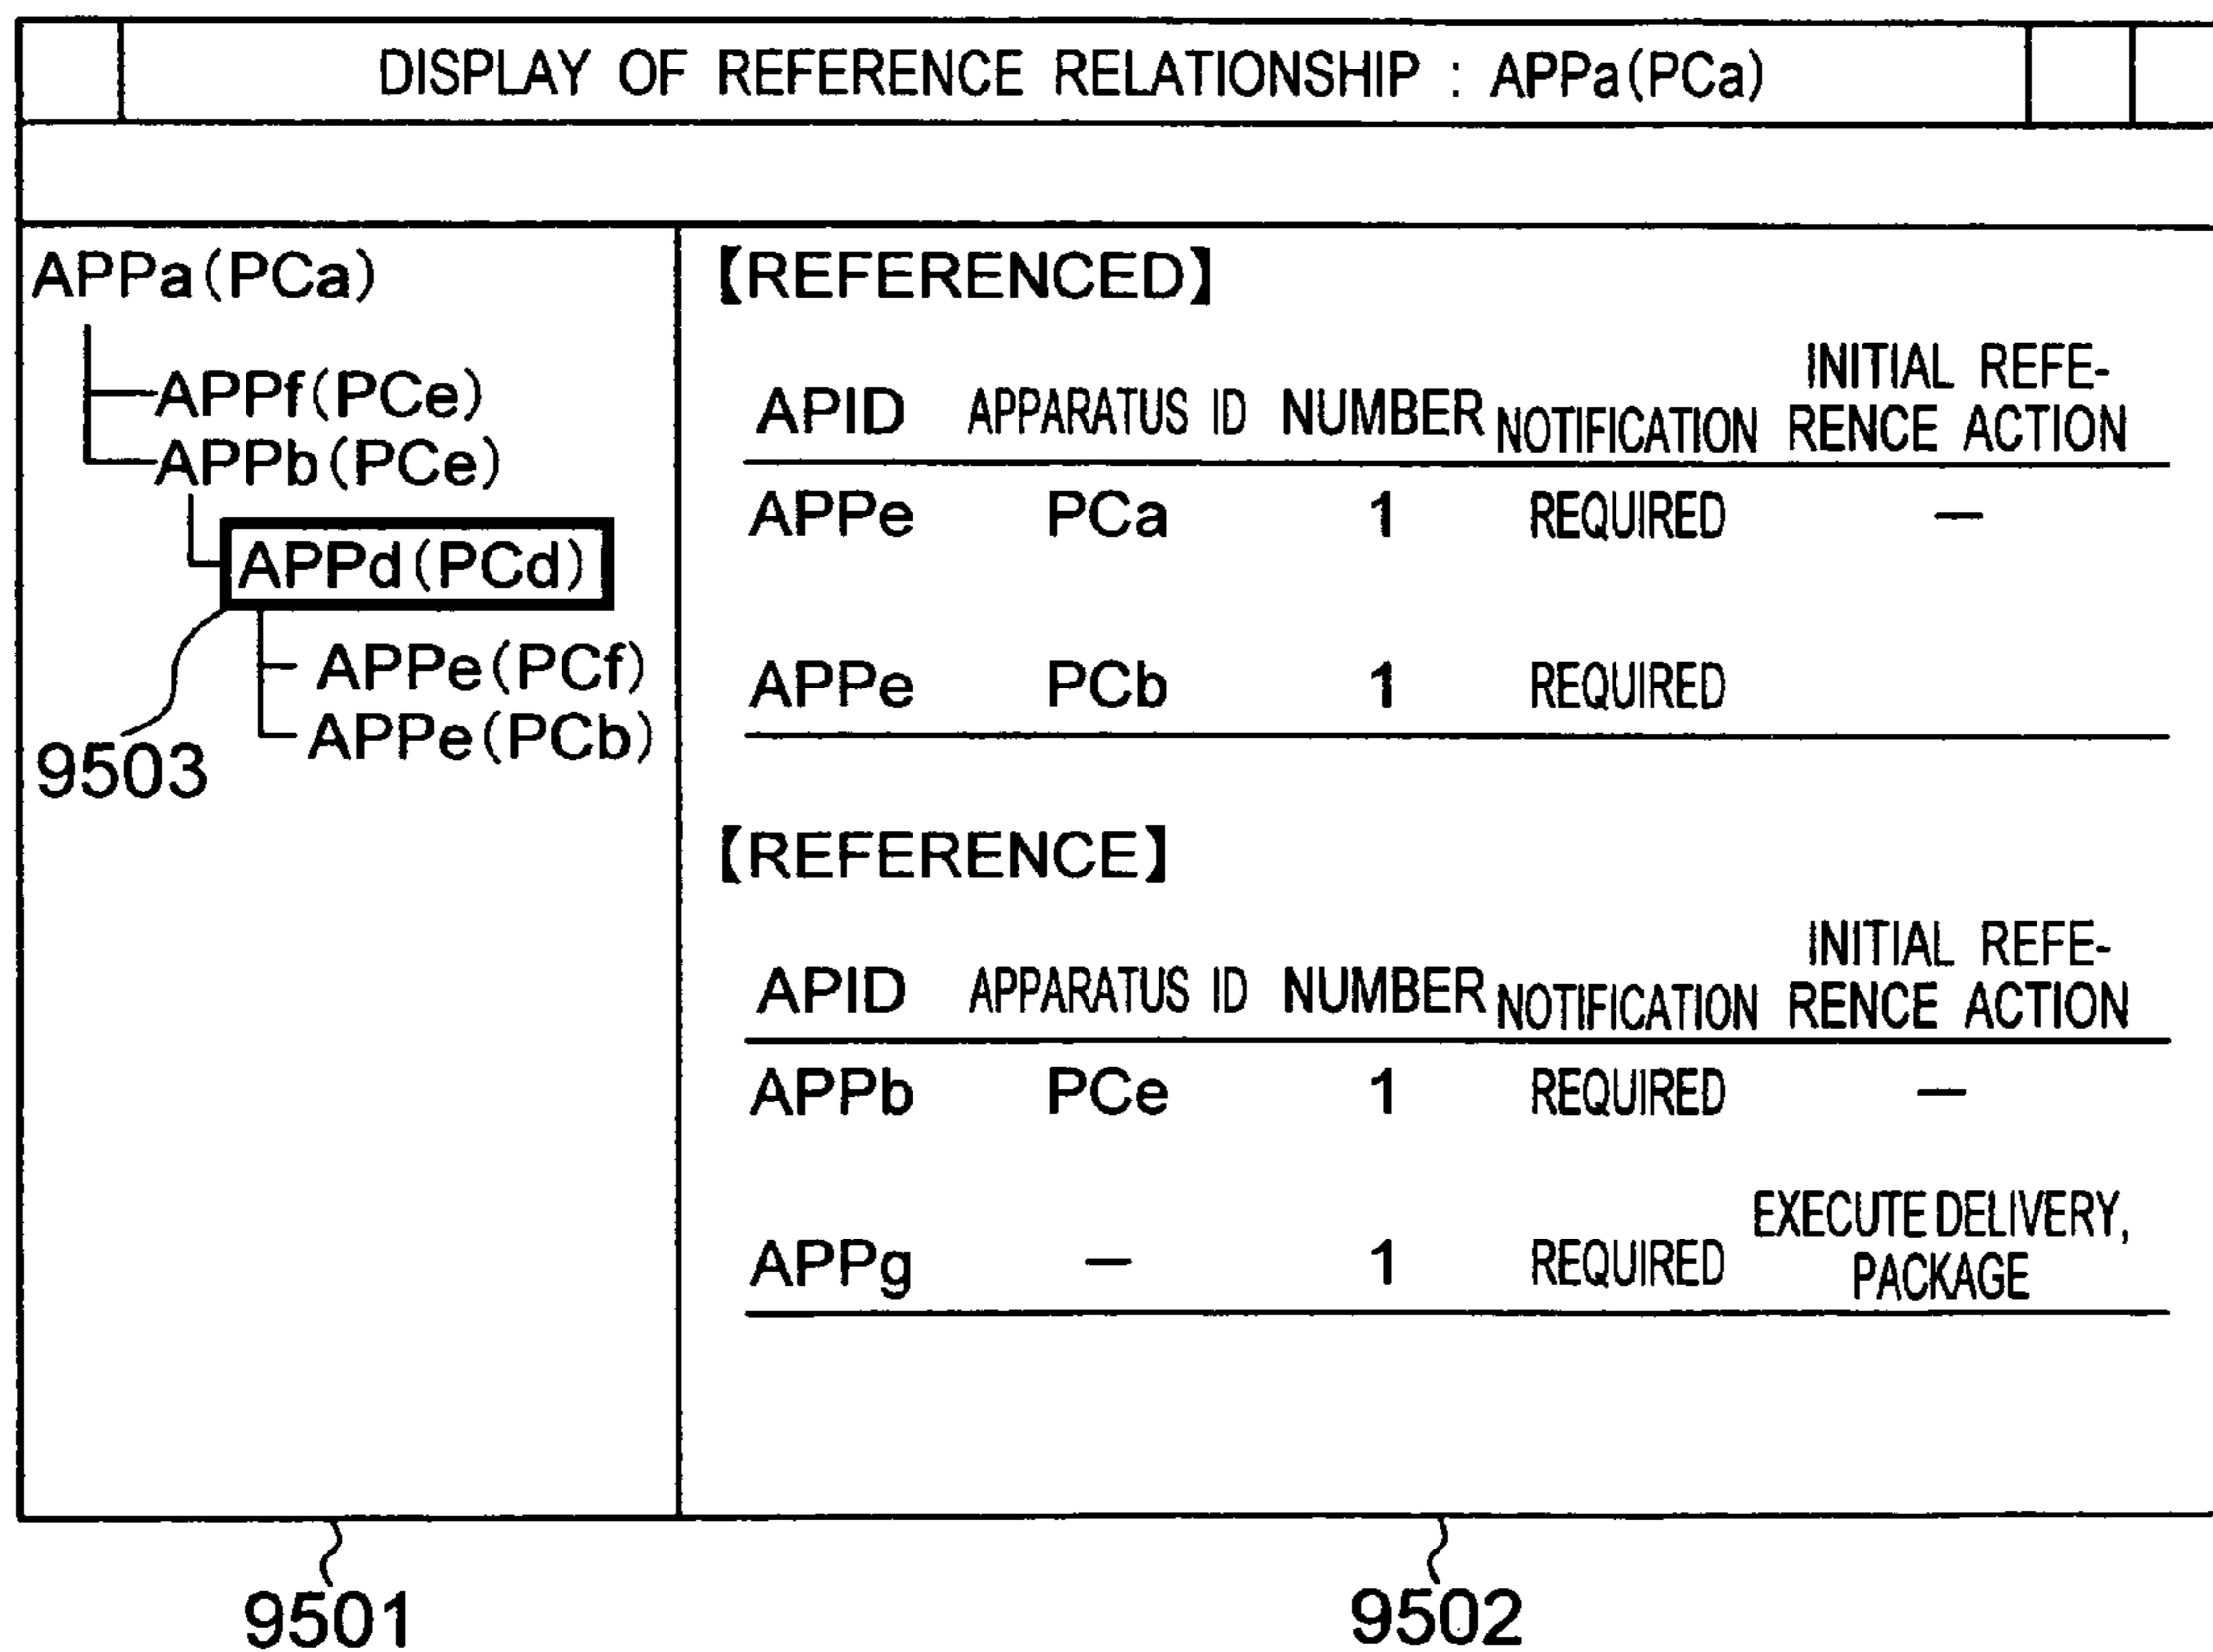 DISPLAY OF REFERENCE RELATIONSHIP : APPa(PCa)
APPa(PCa)
APPf(PCe)
APPb(PCe)
APPd(PCd)
APPe(PCf)
APPe(PCb)
9503
【REFERENCED】
APID APPARATUS ID NUMBER NOTIFICATION INITIAL REFE-
RENCE ACTION
APPe PCa 1 REQUIRED —
APPe PCb 1 REQUIRED
【REFERENCE】
APID APPARATUS ID NUMBER NOTIFICATION INITIAL REFE-
RENCE ACTION
APPb PCe 1 REQUIRED —
APPg — 1 REQUIRED EXECUTE DELIVERY,
PACKAGE
9501
9502